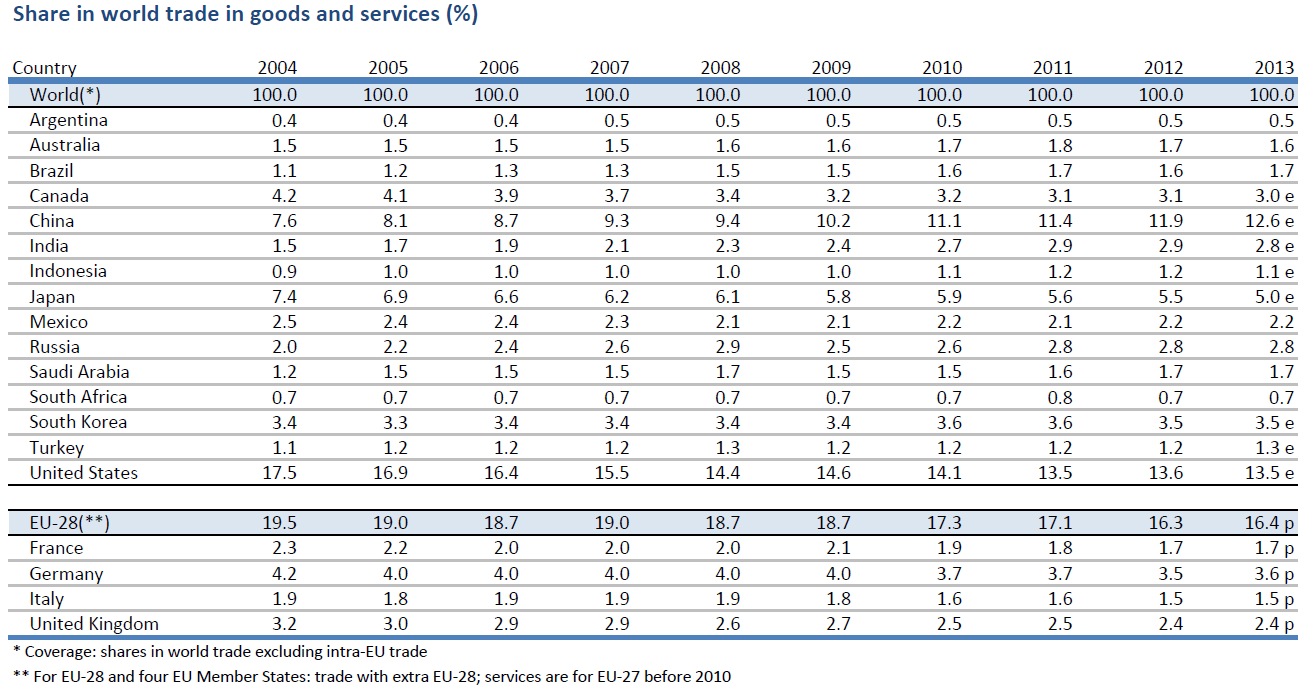 Share in world trade in goods and services (%)
Country 2004 2005 2006 2007 2008 2009 2010 2011 2012 2013
World(*) 100.0 100.0 100.0 100.0 100.0 100.0 100.0 100.0 100.0 100.0
Argentina 0.4 0.4 0.4 0.5 0.5 0.5 0.5 0.5 0.5 0.5
Australia 1.5 1.5 1.5 1.5 1.6 1.6 1.7 1.8 1.7 1.6
Brazil 1.1 1.2 1.3 1.3 1.5 1.5 1.6 1.7 1.6 1.7
Canada 4.2 4.1 3.9 3.7 3.4 3.2 3.2 3.1 3.1 3.0 e
China 7.6 8.1 8.7 9.3 9.4 10.2 11.1 11.4 11.9 12.6 e
India 1.5 1.7 1.9 2.1 2.3 2.4 2.7 2.9 2.9 2.8 e
Indonesia 0.9 1.0 1.0 1.0 1.0 1.0 1.1 1.2 1.2 1.1 e
Japan 7.4 6.9 6.6 6.2 6.1 5.8 5.9 5.6 5.5 5.0 e
Mexico 2.5 2.4 2.4 2.3 2.1 2.1 2.2 2.1 2.2 2.2
Russia 2.0 2.2 2.4 2.6 2.9 2.5 2.6 2.8 2.8 2.8
Saudi Arabia 1.2 1.5 1.5 1.5 1.7 1.5 1.5 1.6 1.7 1.7
South Africa 0.7 0.7 0.7 0.7 0.7 0.7 0.7 0.8 0.7 0.7
South Korea 3.4 3.3 3.4 3.4 3.4 3.4 3.6 3.6 3.5 3.5 e
Turkey 1.1 1.2 1.2 1.2 1.3 1.2 1.2 1.2 1.2 1.3 e
United States 17.5 16.9 16.4 15.5 14.4 14.6 14.1 13.5 13.6 13.5 e
EU-28(**) 19.5 19.0 18.7 19.0 18.7 18.7 17.3 17.1 16.3 16.4 p
France 2.3 2.2 2.0 2.0 2.0 2.1 1.9 1.8 1.7 1.7 p
Germany 4.2 4.0 4.0 4.0 4.0 4.0 3.7 3.7 3.5 3.6 p
Italy 1.9 1.8 1.9 1.9 1.9 1.8 1.6 1.6 1.5 1.5 p
United Kingdom 3.2 3.0 2.9 2.9 2.6 2.7 2.5 2.5 2.4 2.4 p
* Coverage: shares in world trade excluding intra-EU trade
** For EU-28 and four EU Member States: trade with extra EU-28; services are for EU-27 before 2010